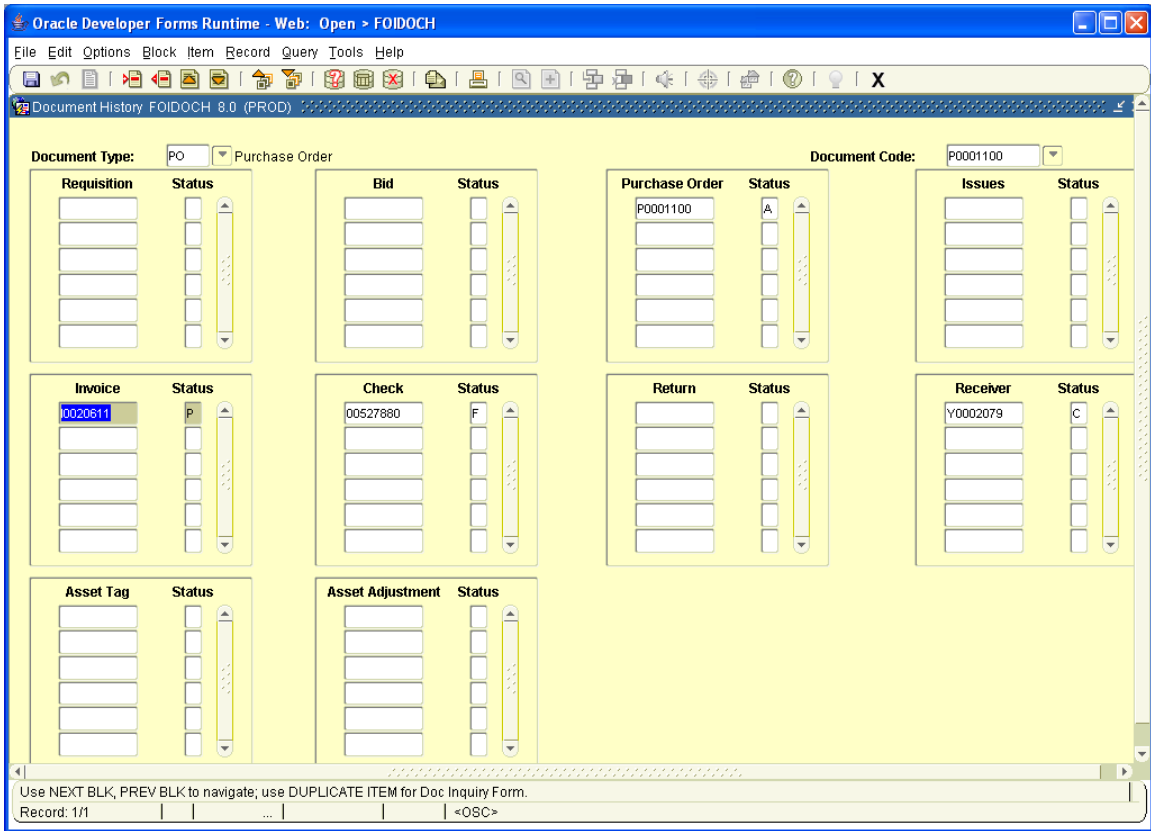 Oracle Developer Forms Runtime - Web: Open > FOIDOCH
File Edit Options Block Item Record Query Tools Help
X
Document History FOIDOCH 8.0 (PROD)
Document Type: PO Purchase Order Document Code: P0001100
Requisition Status Bid Status Purchase Order Status Issues Status
P0001100 A
Invoice Status Check Status Return Status Receiver Status
I0020611 P 00527880 F Y0002079 C
Asset Tag Status Asset Adjustment Status
Use NEXT BLK, PREV BLK to navigate; use DUPLICATE ITEM for Doc Inquiry Form.
Record: 1/1 ... <OSC>